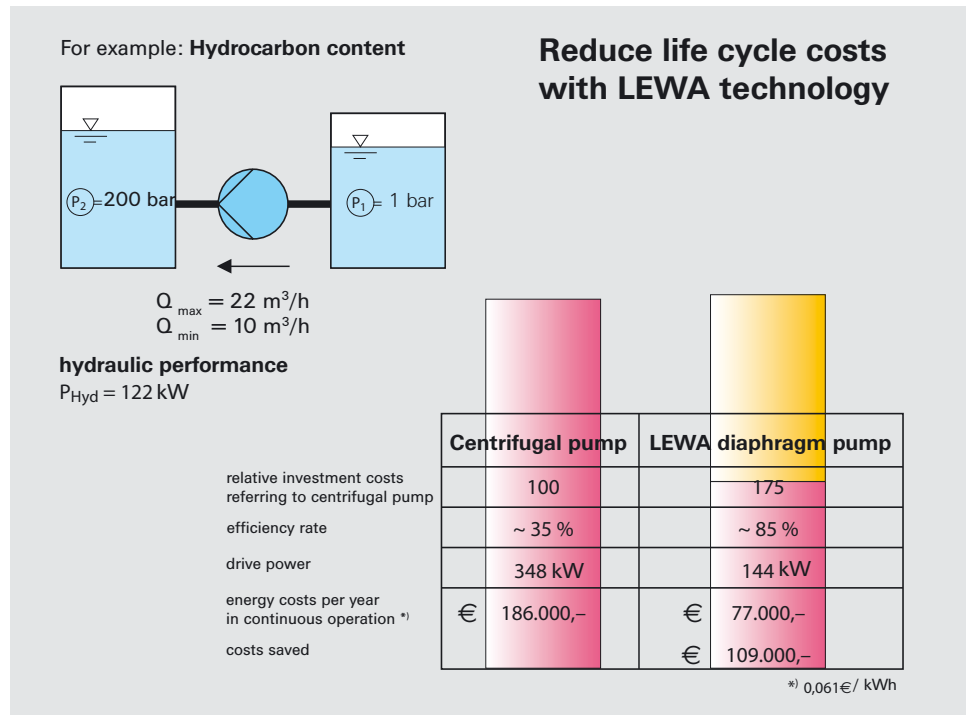 For example: Hydrocarbon content
Reduce life cycle costs
with LEWA technology
P2 = 200 bar
P1 = 1 bar
Q max = 22 m³/h
Q min = 10 m³/h
hydraulic performance
PHyd = 122 kW
Centrifugal pump LEWA diaphragm pump
relative investment costs
referring to centrifugal pump 100 175
efficiency rate ~ 35 % ~ 85 %
drive power 348 kW 144 kW
energy costs per year
in continuous operation *) € 186.000,– € 77.000,–
costs saved € 109.000,–
*) 0,061€/ kWh